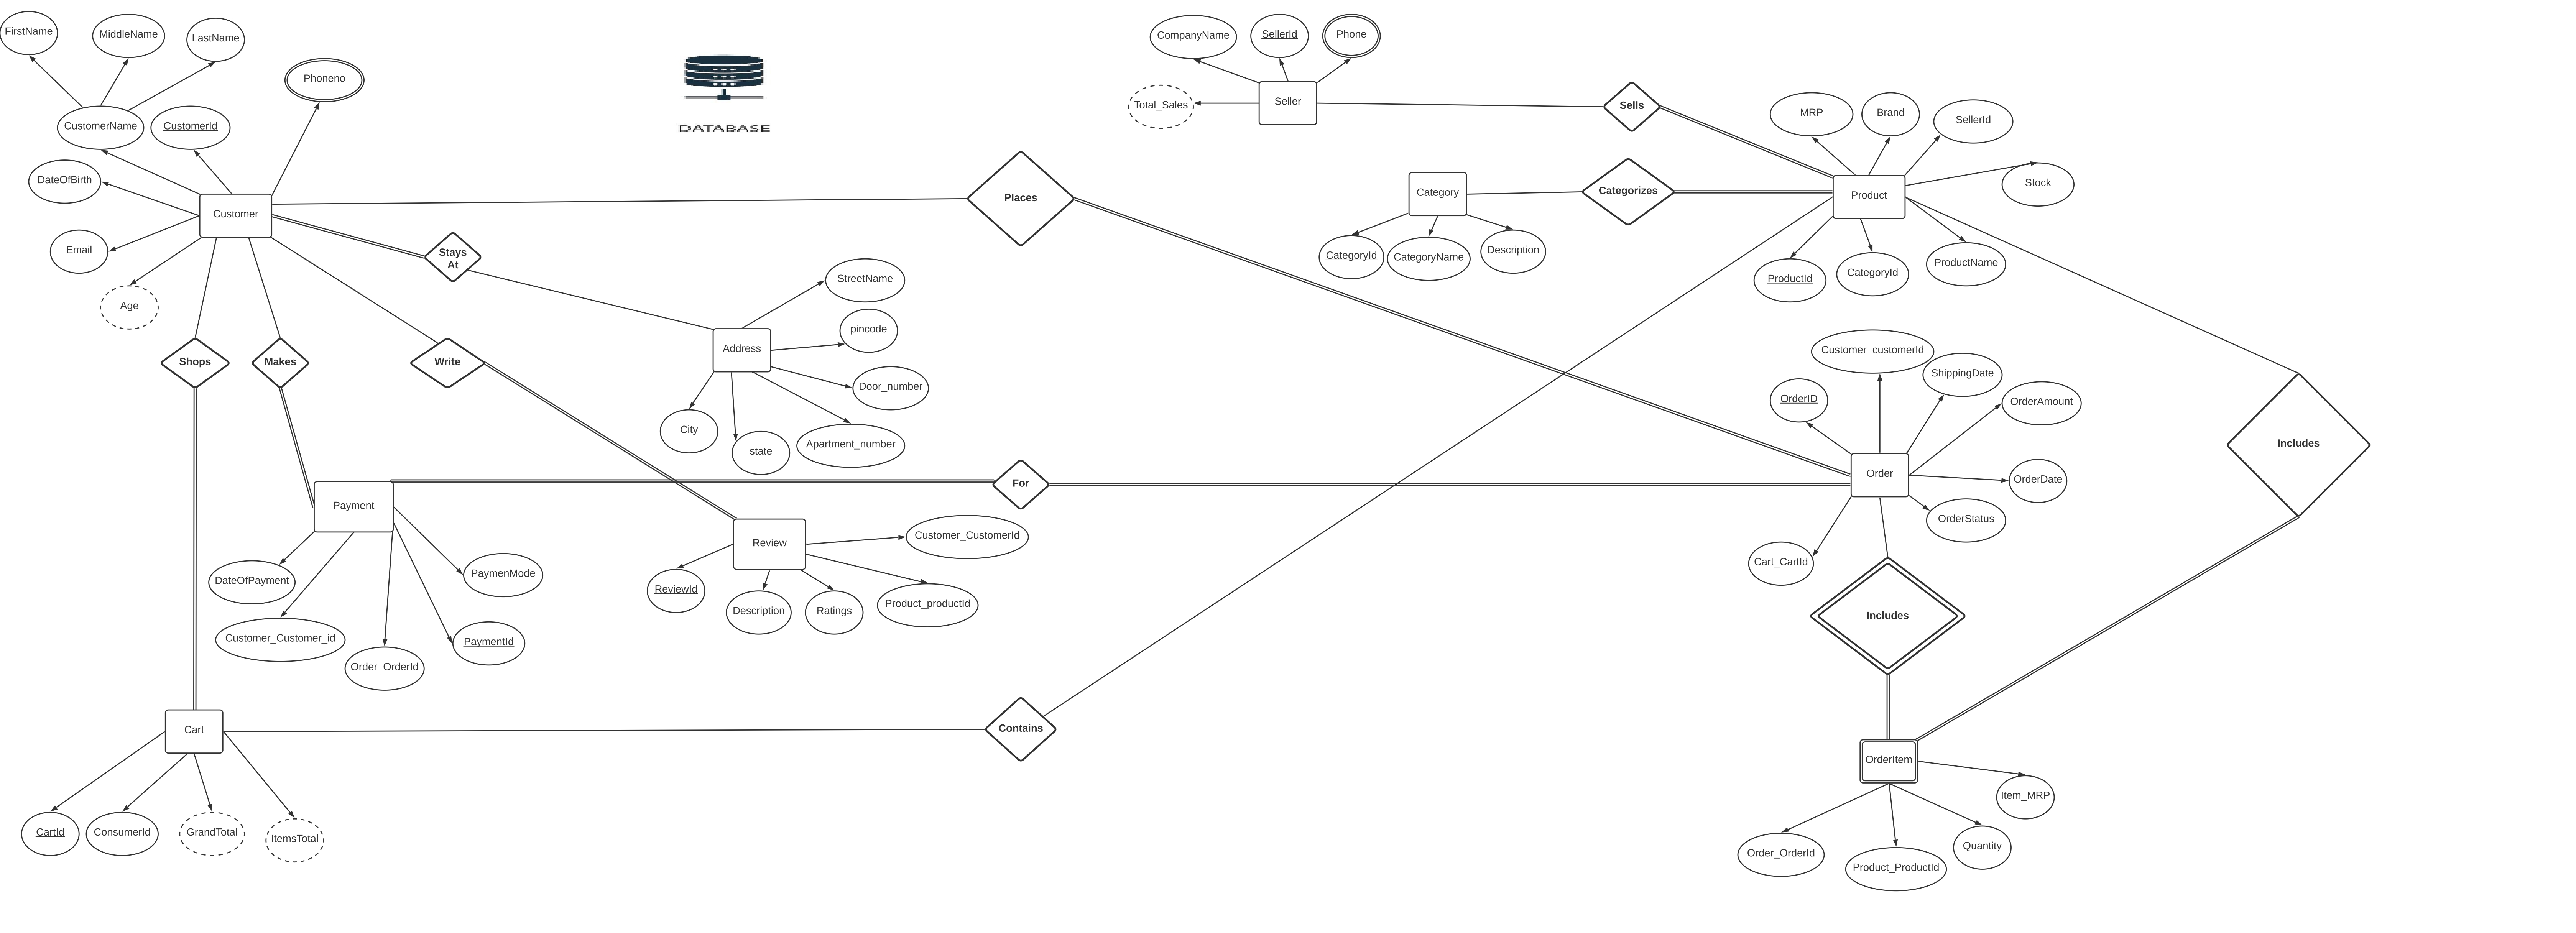 FirstName
MiddleName
LastName
Phoneno
CustomerName
CustomerId
DateOfBirth
Customer
Email
Age
DATABASE
CompanyName
SellerId
Phone
Total_Sales
Seller
Sells
MRP
Brand
SellerId
Stock
Product
Category
Categorizes
CategoryId
CategoryName
Description
ProductId
CategoryId
ProductName
Places
Stays
At
StreetName
pincode
Address
Door_number
City
state
Apartment_number
Shops
Makes
Write
Customer_customerId
ShippingDate
OrderID
OrderAmount
Order
OrderDate
OrderStatus
Cart_CartId
Includes
Includes
For
Payment
DateOfPayment
PaymenMode
Customer_Customer_id
Order_OrderId
PaymentId
Review
Customer_CustomerId
ReviewId
Description
Ratings
Product_productId
Cart
Contains
CartId
ConsumerId
GrandTotal
ItemsTotal
OrderItem
Item_MRP
Order_OrderId
Product_ProductId
Quantity